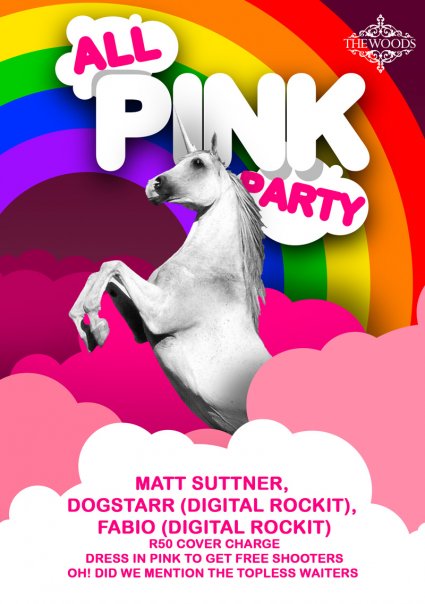 THE WOODS
ALL
PINK
PARTY
MATT SUTTNER,
DOGSTARR (DIGITAL ROCKIT),
FABIO (DIGITAL ROCKIT)
R50 COVER CHARGE
DRESS IN PINK TO GET FREE SHOOTERS
OH! DID WE MENTION THE TOPLESS WAITERS